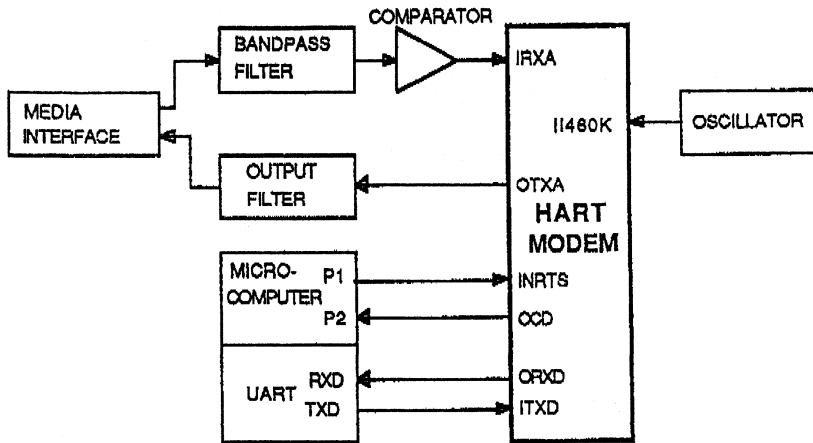 COMPARATOR
BANDPASS
FILTER
IRXA
MEDIA
INTERFACE
II460K
OSCILLATOR
OUTPUT
FILTER
OTXA
HART
MODEM
MICRO-
COMPUTER
P1
INRTS
P2
OCD
UART
RXD
ORXD
TXD
ITXD